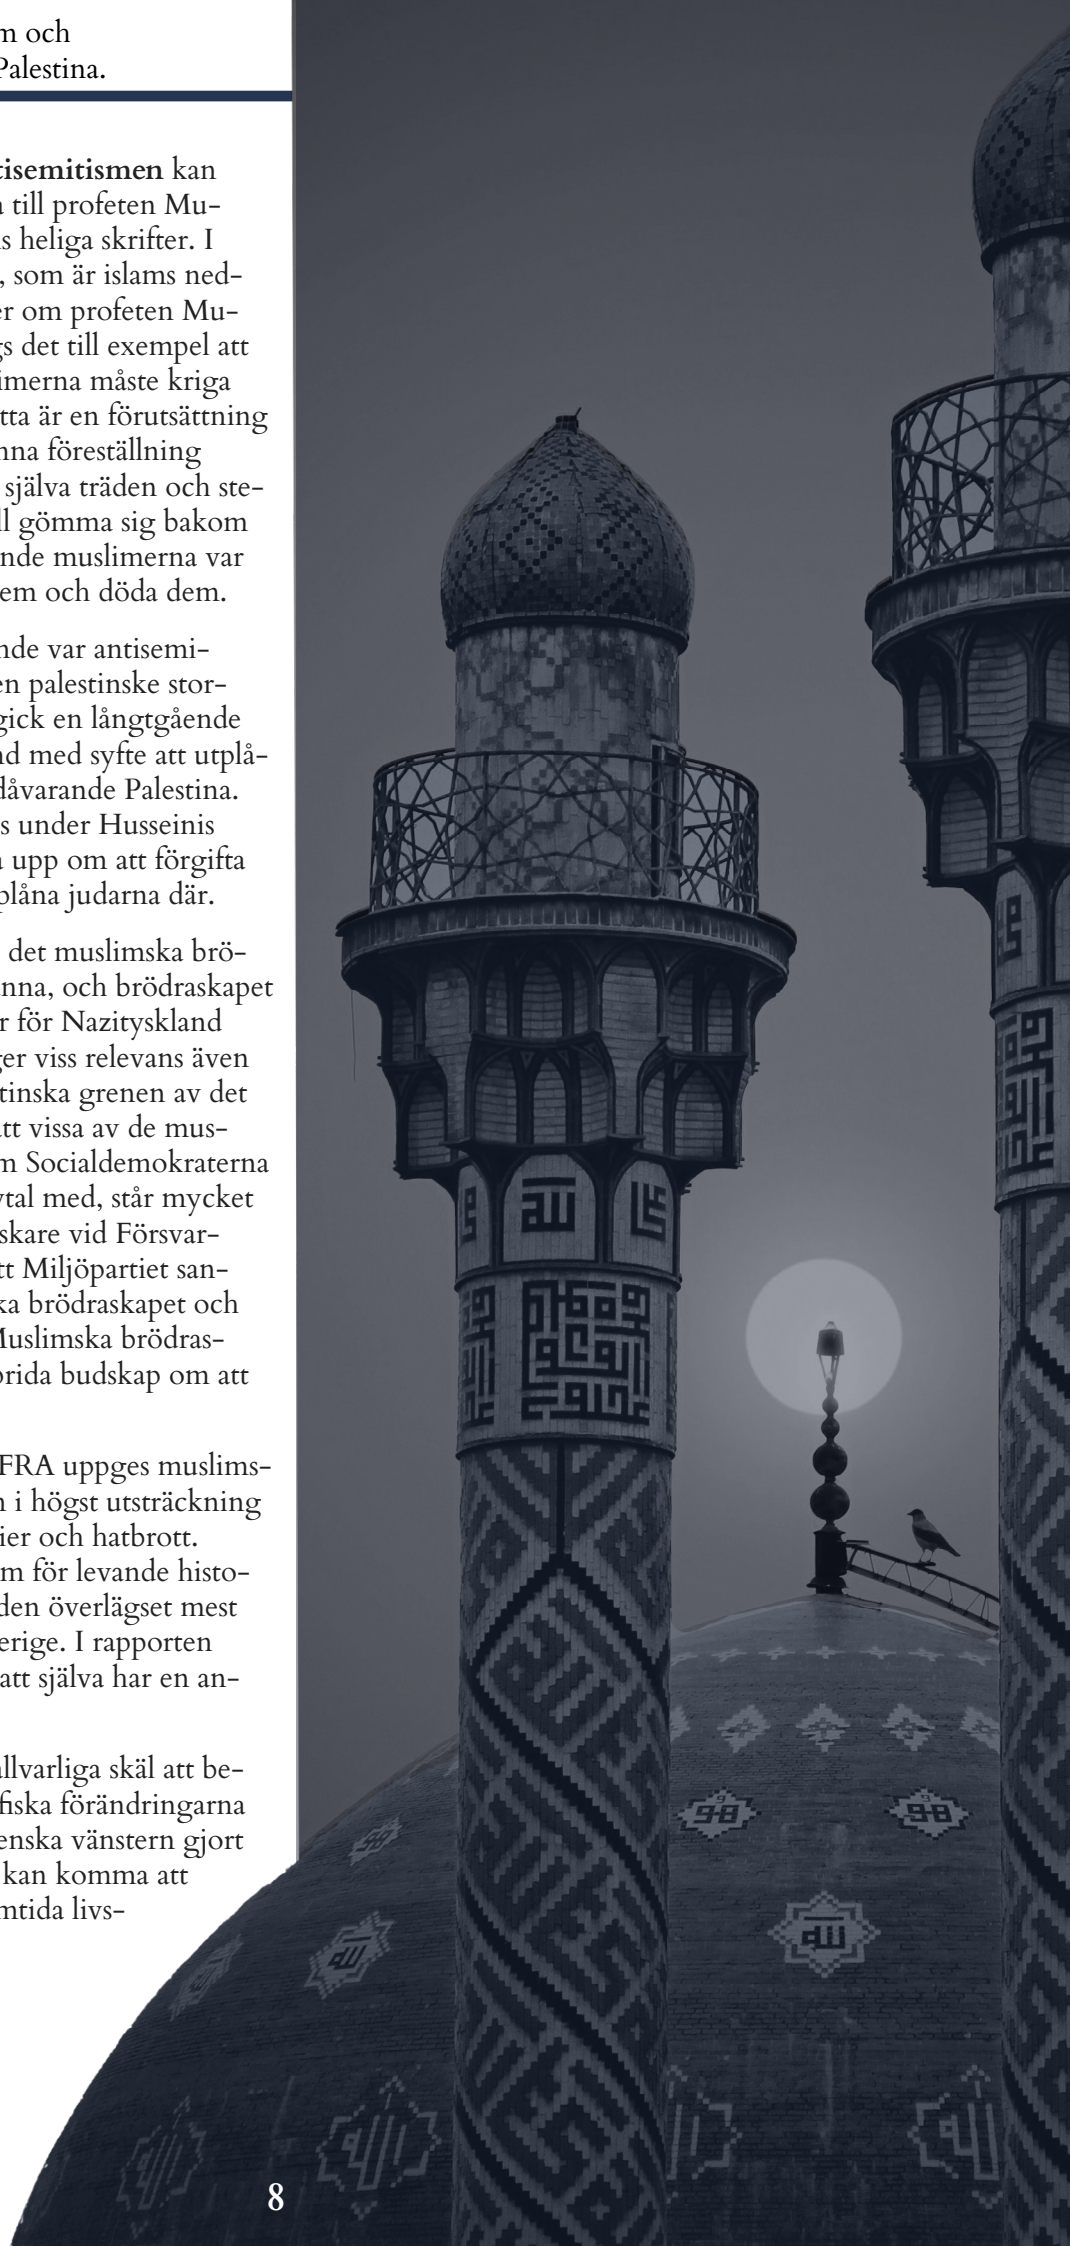 m och
Palestina.
tisemitismen kan
a till profeten Mu-
s heliga skrifter. I
, som är islams ned-
er om profeten Mu-
gs det till exempel att
imerna måste kriga
tta är en förutsättning
nna föreställning
själva träden och ste-
ll gömma sig bakom
nde muslimerna var
em och döda dem.
nde var antisemi-
en palestinske stor-
gick en långtgående
nd med syfte att utplå-
dåvarande Palestina.
s under Husseinis
a upp om att förgifta
plåna judarna där.
det muslimska brö-
nna, och brödraskapet
r för Nazityskland
ger viss relevans även
tinska grenen av det
att vissa av de mus-
m Socialdemokraterna
vtal med, står mycket
skare vid Försvar-
tt Miljöpartiet san-
ka brödraskapet och
Muslimska brödras-
prida budskap om att
FRA uppges muslims-
n i högst utsträckning
ier och hatbrott.
m för levande histo-
den överlägset mest
erige. I rapporten
att själva har en an-
allvarliga skäl att be-
fiska förändringarna
enska vänstern gjort
kan komma att
mtida livs-
الله
الله
8